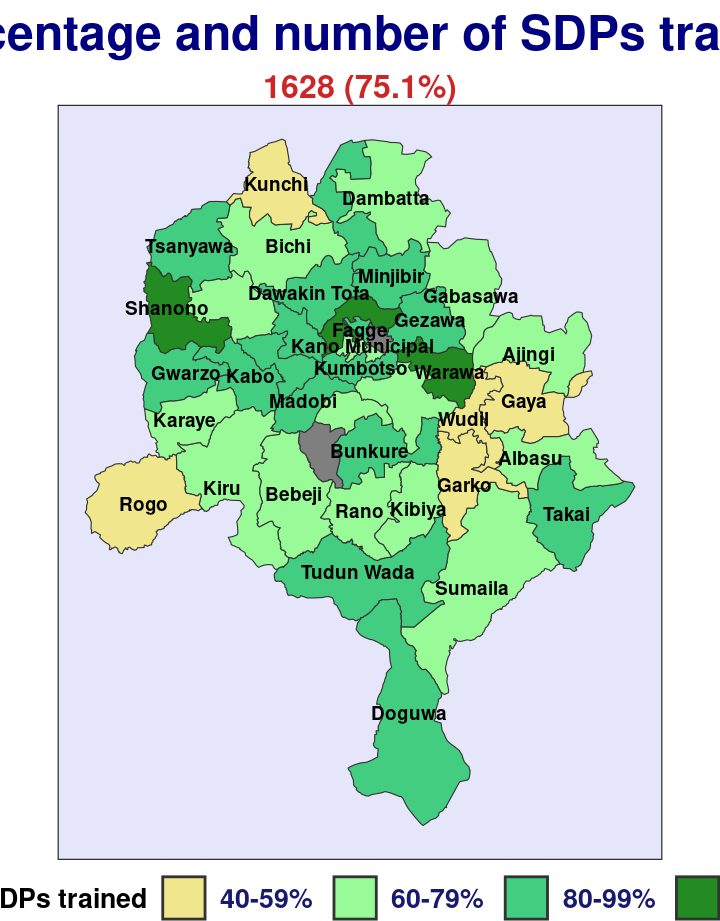 centage and number of SDPs tra
1628 (75.1%)
Kunchi
Dambatta
Tsanyawa
Bichi
Minjibir
Dawakin Tofa
Gabasawa
Shanono
Gezawa
Fagge
Kano Municipal
Ajingi
Kumbotso
Warawa
Gwarzo
Kabo
Madobi
Gaya
Karaye
Wudil
Bunkure
Albasu
Garko
Kiru
Bebeji
Rogo
Rano
Kibiya
Takai
Tudun Wada
Sumaila
Doguwa
DPs trained 40-59% 60-79% 80-99%